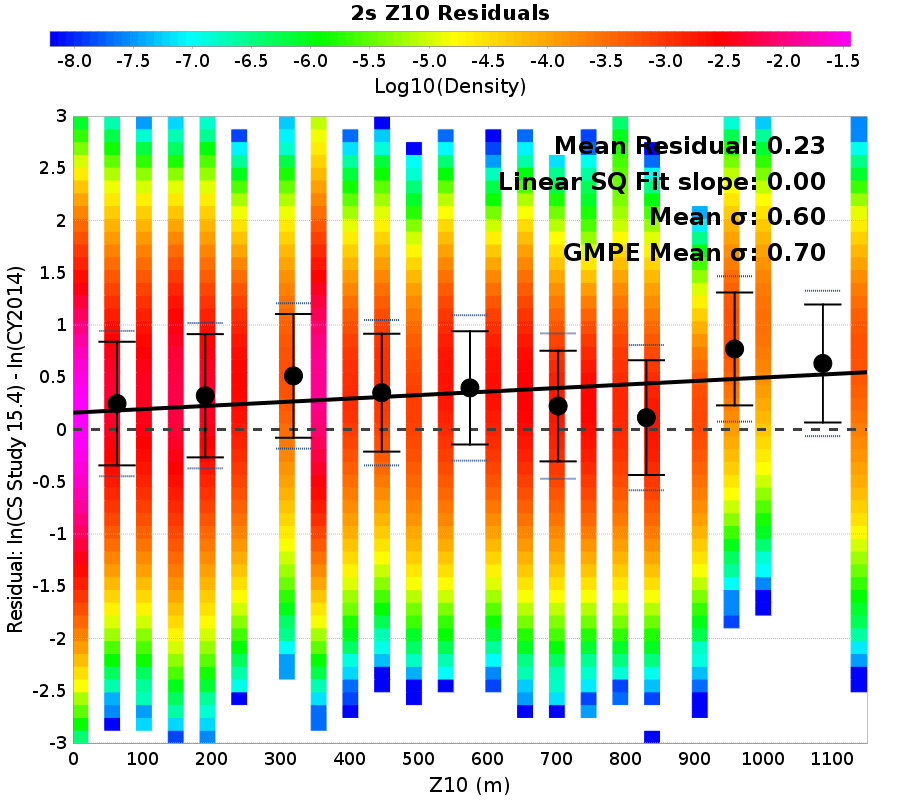 2s Z10 Residuals
-8.0 -7.5 -7.0 -6.5 -6.0 -5.5 -5.0 -4.5 -4.0 -3.5 -3.0 -2.5 -2.0 -1.5
Log10(Density)
Mean Residual: 0.23
Linear SQ Fit slope: 0.00
Mean σ: 0.60
GMPE Mean σ: 0.70
Residual: ln(CS Study 15.4) - ln(CY2014)
3
2.5
2
1.5
1
0.5
0
-0.5
-1
-1.5
-2
-2.5
-3
0 100 200 300 400 500 600 700 800 900 1000 1100
Z10 (m)